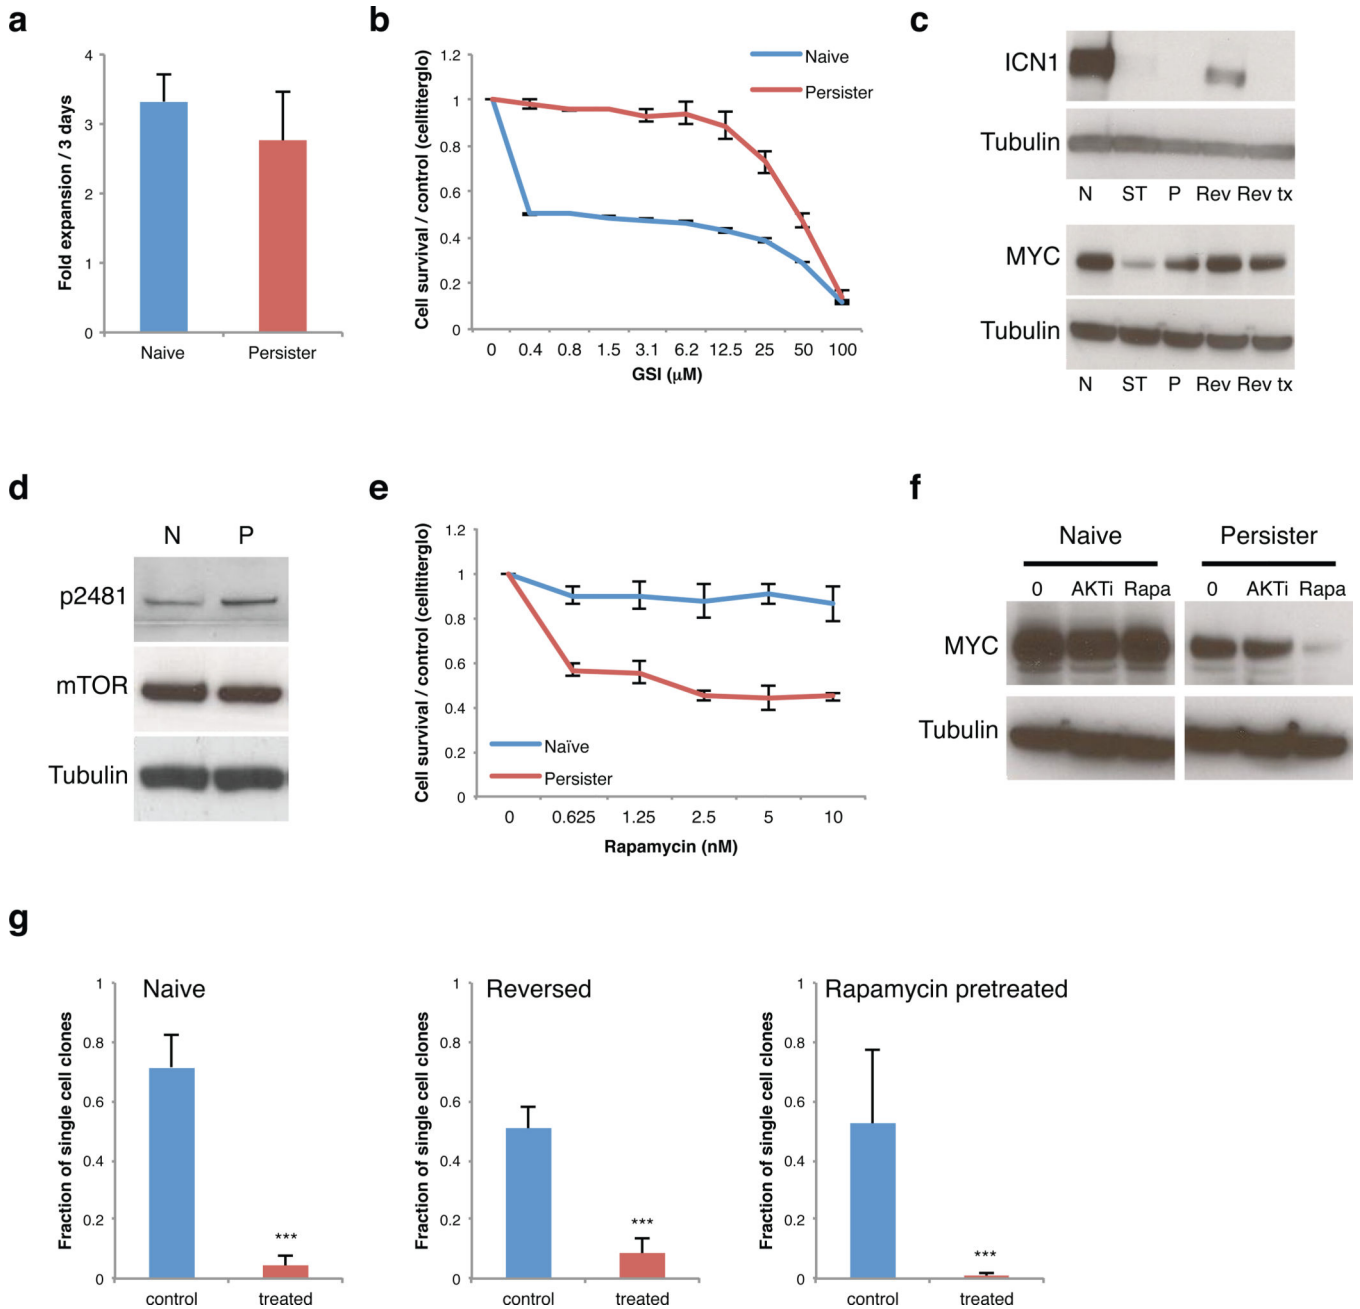 a
Fold expansion / 3 days
4
3
2
1
0
Naive
Persister
b
Cell survival / control (celltiterglo)
1.2
1
0.8
0.6
0.4
0.2
0
Naive
Persister
0 0.4 0.8 1.5 3.1 6.2 12.5 25 50 100
GSI (µM)
c
ICN1
Tubulin
N ST P Rev Rev tx
MYC
Tubulin
N ST P Rev Rev tx
d
N P
p2481
mTOR
Tubulin
e
Cell survival / control (celltiterglo)
1.2
1
0.8
0.6
0.4
0.2
0
Naïve
Persister
0 0.625 1.25 2.5 5 10
Rapamycin (nM)
f
Naive Persister
0 AKTi Rapa 0 AKTi Rapa
MYC
Tubulin
g
Naive
Fraction of single cell clones
1
0.8
0.6
0.4
0.2
0
***
control treated
Reversed
Fraction of single cell clones
1
0.8
0.6
0.4
0.2
0
***
control treated
Rapamycin pretreated
Fraction of single cell clones
1
0.8
0.6
0.4
0.2
0
***
control treated